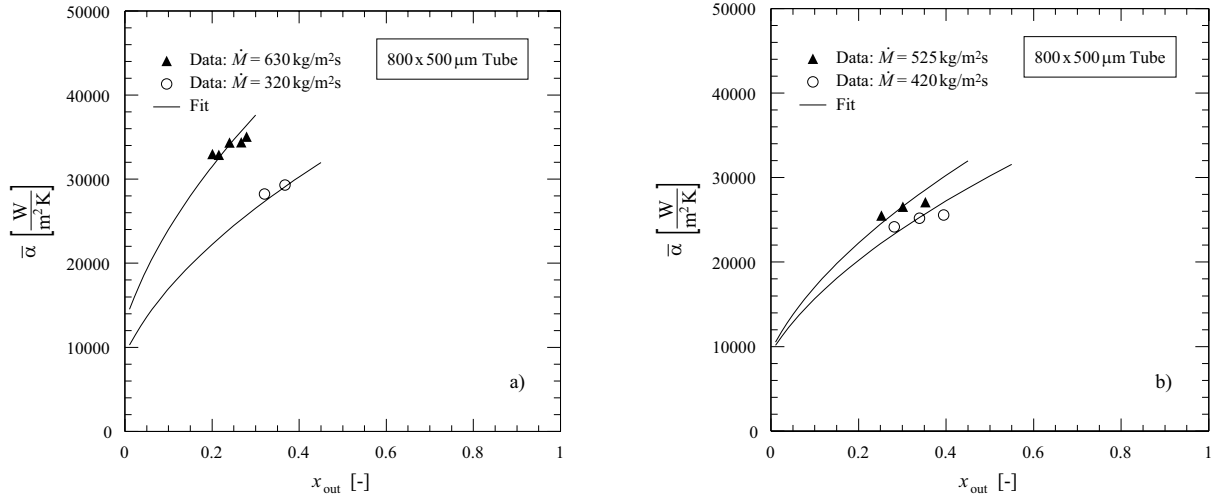 50000
40000
30000
20000
10000
0
0
0.2
0.4
0.6
0.8
1
ᾱ [W/m²K]
x_out [-]
Data: Ṁ = 630 kg/m²s
Data: Ṁ = 320 kg/m²s
Fit
800 x 500 μm Tube
a)
50000
40000
30000
20000
10000
0
0
0.2
0.4
0.6
0.8
1
ᾱ [W/m²K]
x_out [-]
Data: Ṁ = 525 kg/m²s
Data: Ṁ = 420 kg/m²s
Fit
800 x 500 μm Tube
b)